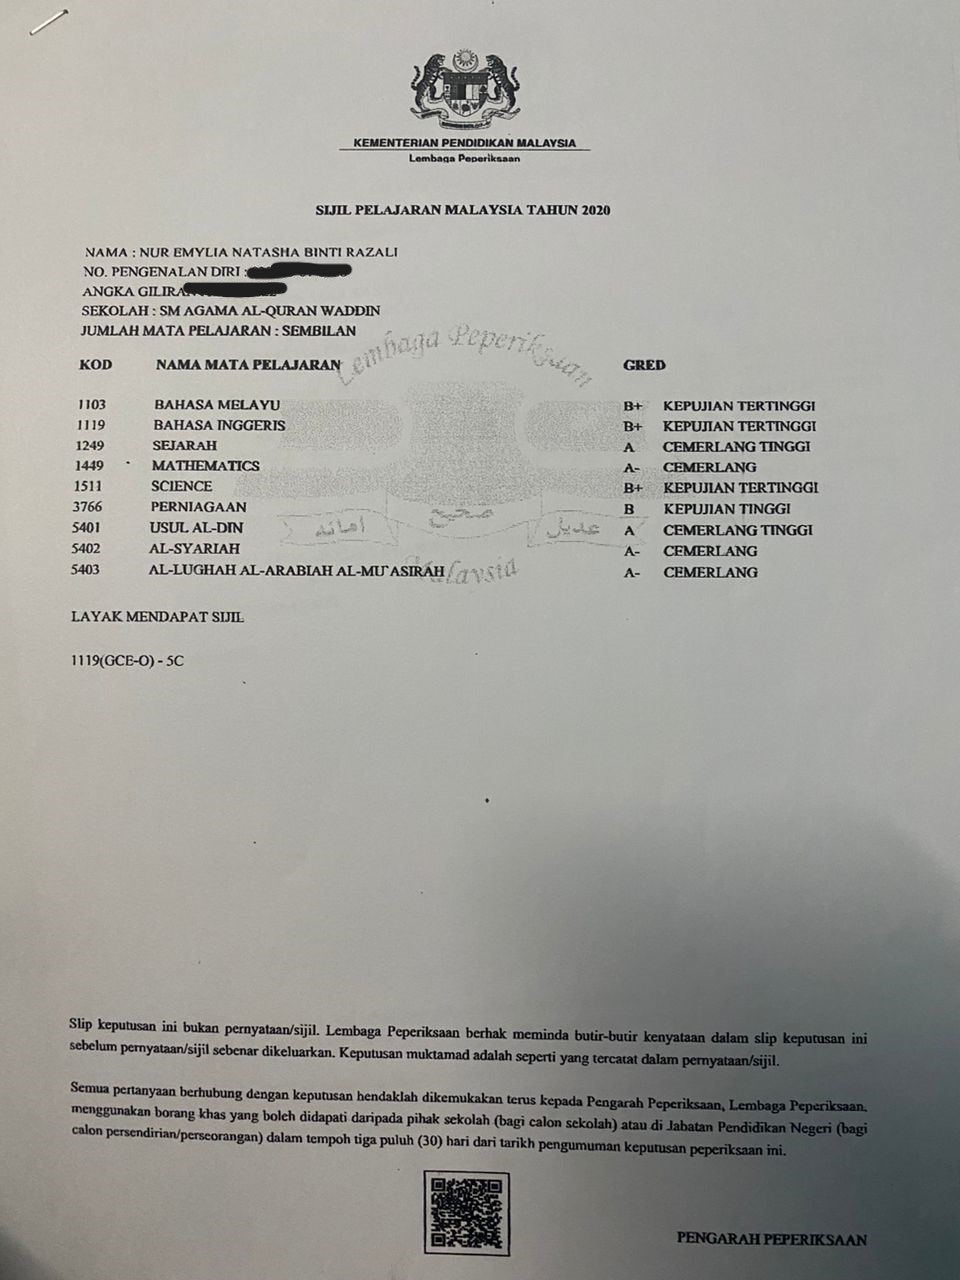 KEMENTERIAN PENDIDIKAN MALAYSIA
Lembaga Peperiksaan
SIJIL PELAJARAN MALAYSIA TAHUN 2020
NAMA : NUR EMYLIA NATASHA BINTI RAZALI
NO. PENGENALAN DIRI :
ANGKA GILIRA
SEKOLAH : SM AGAMA AL-QURAN WADDIN
JUMLAH MATA PELAJARAN : SEMBILAN
Lembaga Peperiksaan
KOD NAMA MATA PELAJARAN GRED
1103 BAHASA MELAYU B+ KEPUJIAN TERTINGGI
1119 BAHASA INGGERIS B+ KEPUJIAN TERTINGGI
1249 SEJARAH A CEMERLANG TINGGI
1449 MATHEMATICS A- CEMERLANG
1511 SCIENCE B+ KEPUJIAN TERTINGGI
3766 PERNIAGAAN B KEPUJIAN TINGGI
5401 USUL AL-DIN A CEMERLANG TINGGI
5402 AL-SYARIAH A- CEMERLANG
5403 AL-LUGHAH AL-ARABIAH AL-MU`ASIRAH A- CEMERLANG
عديل صحيح امانه
Malaysia
LAYAK MENDAPAT SIJIL
1119(GCE-O) - 5C
Slip keputusan ini bukan pernyataan/sijil. Lembaga Peperiksaan berhak meminda butir-butir kenyataan dalam slip keputusan ini
sebelum pernyataan/sijil sebenar dikeluarkan. Keputusan muktamad adalah seperti yang tercatat dalam pernyataan/sijil.
Semua pertanyaan berhubung dengan keputusan hendaklah dikemukakan terus kepada Pengarah Peperiksaan, Lembaga Peperiksaan,
menggunakan borang khas yang boleh didapati daripada pihak sekolah (bagi calon sekolah) atau di Jabatan Pendidikan Negeri (bagi
calon persendirian/perseorangan) dalam tempoh tiga puluh (30) hari dari tarikh pengumuman keputusan peperiksaan ini.
PENGARAH PEPERIKSAAN